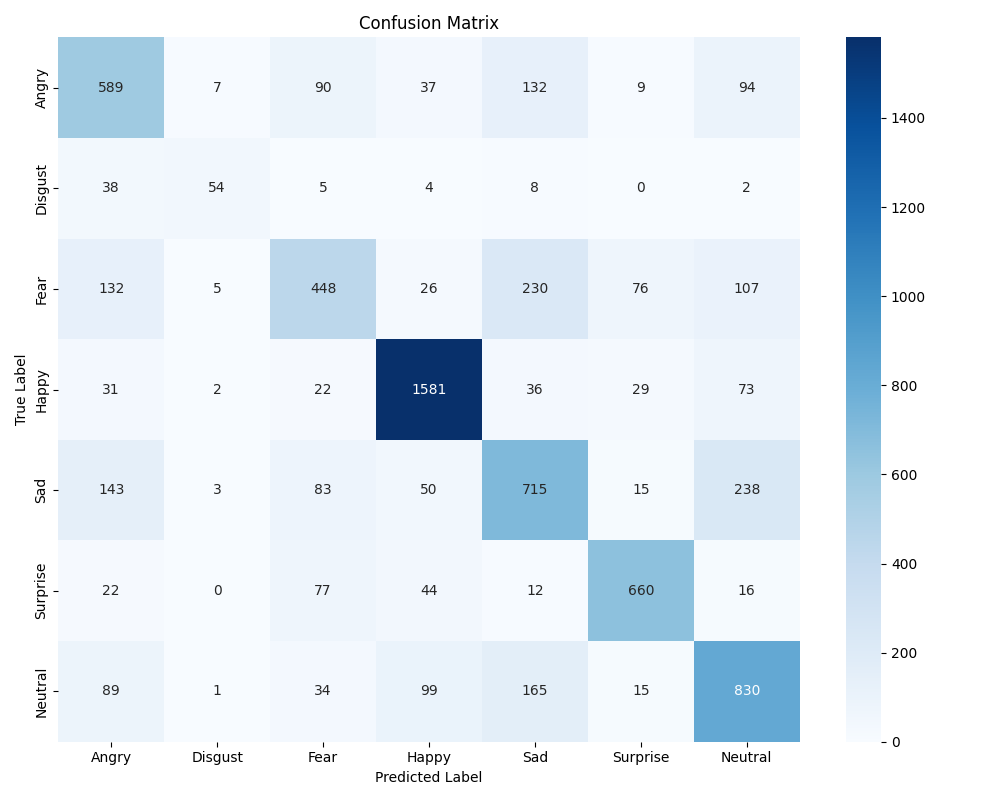 Confusion Matrix
True Label
Angry 589 7 90 37 132 9 94
Disgust 38 54 5 4 8 0 2
Fear 132 5 448 26 230 76 107
Happy 31 2 22 1581 36 29 73
Sad 143 3 83 50 715 15 238
Surprise 22 0 77 44 12 660 16
Neutral 89 1 34 99 165 15 830
Angry Disgust Fear Happy Sad Surprise Neutral
Predicted Label
1400
1200
1000
800
600
400
200
0